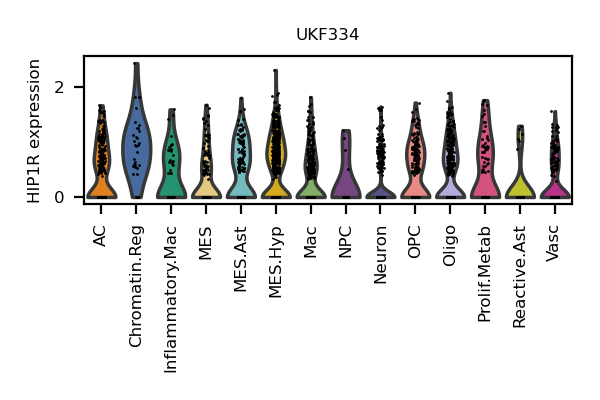 UKF334
HIP1R expression
2
0
AC
Chromatin.Reg
Inflammatory.Mac
MES
MES.Ast
MES.Hyp
Mac
NPC
Neuron
OPC
Oligo
Prolif.Metab
Reactive.Ast
Vasc